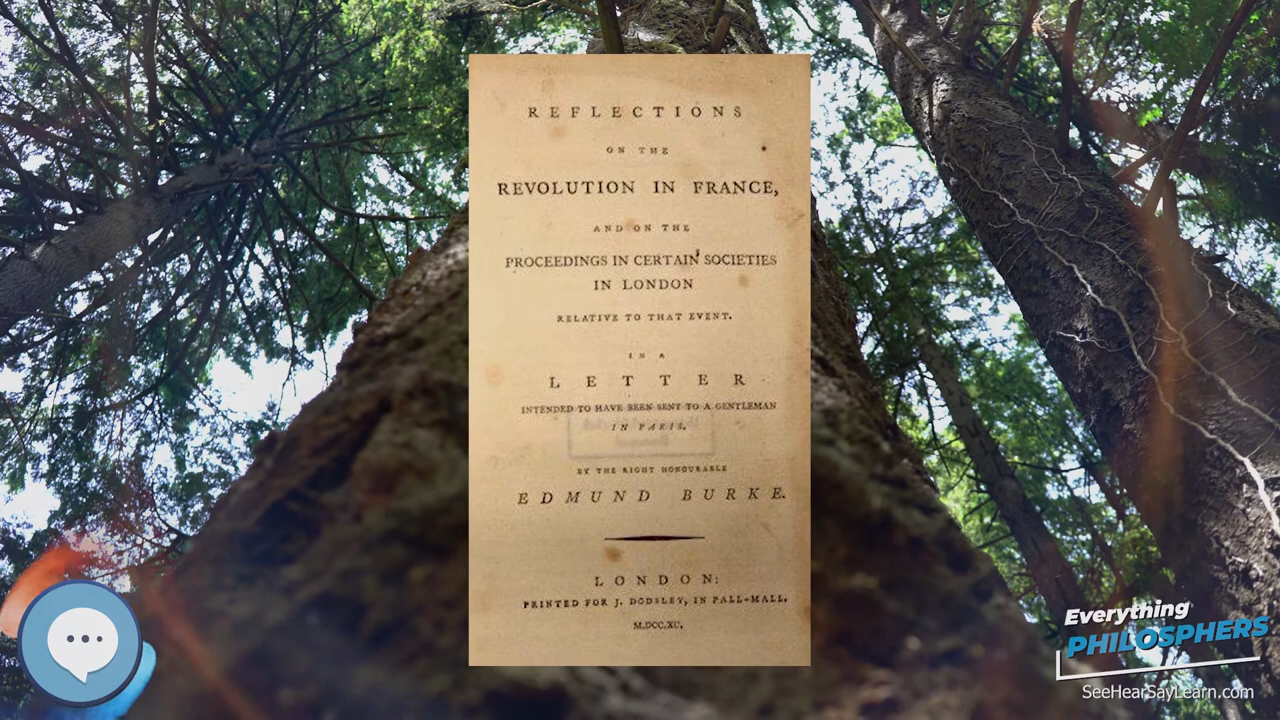 REFLECTIONS
ON THE
REVOLUTION IN FRANCE,
AND ON THE
PROCEEDINGS IN CERTAIN SOCIETIES
IN LONDON
RELATIVE TO THAT EVENT.
IN A
LETTER
INTENDED TO HAVE BEEN SENT TO A GENTLEMAN
IN PARIS.
BY THE RIGHT HONOURABLE
EDMUND BURKE.
LONDON:
PRINTED FOR J. DODSLEY, IN PALL-MALL.
M.DCC.XC.
Everything
PHILOSPHERS
SeeHearSayLearn.com